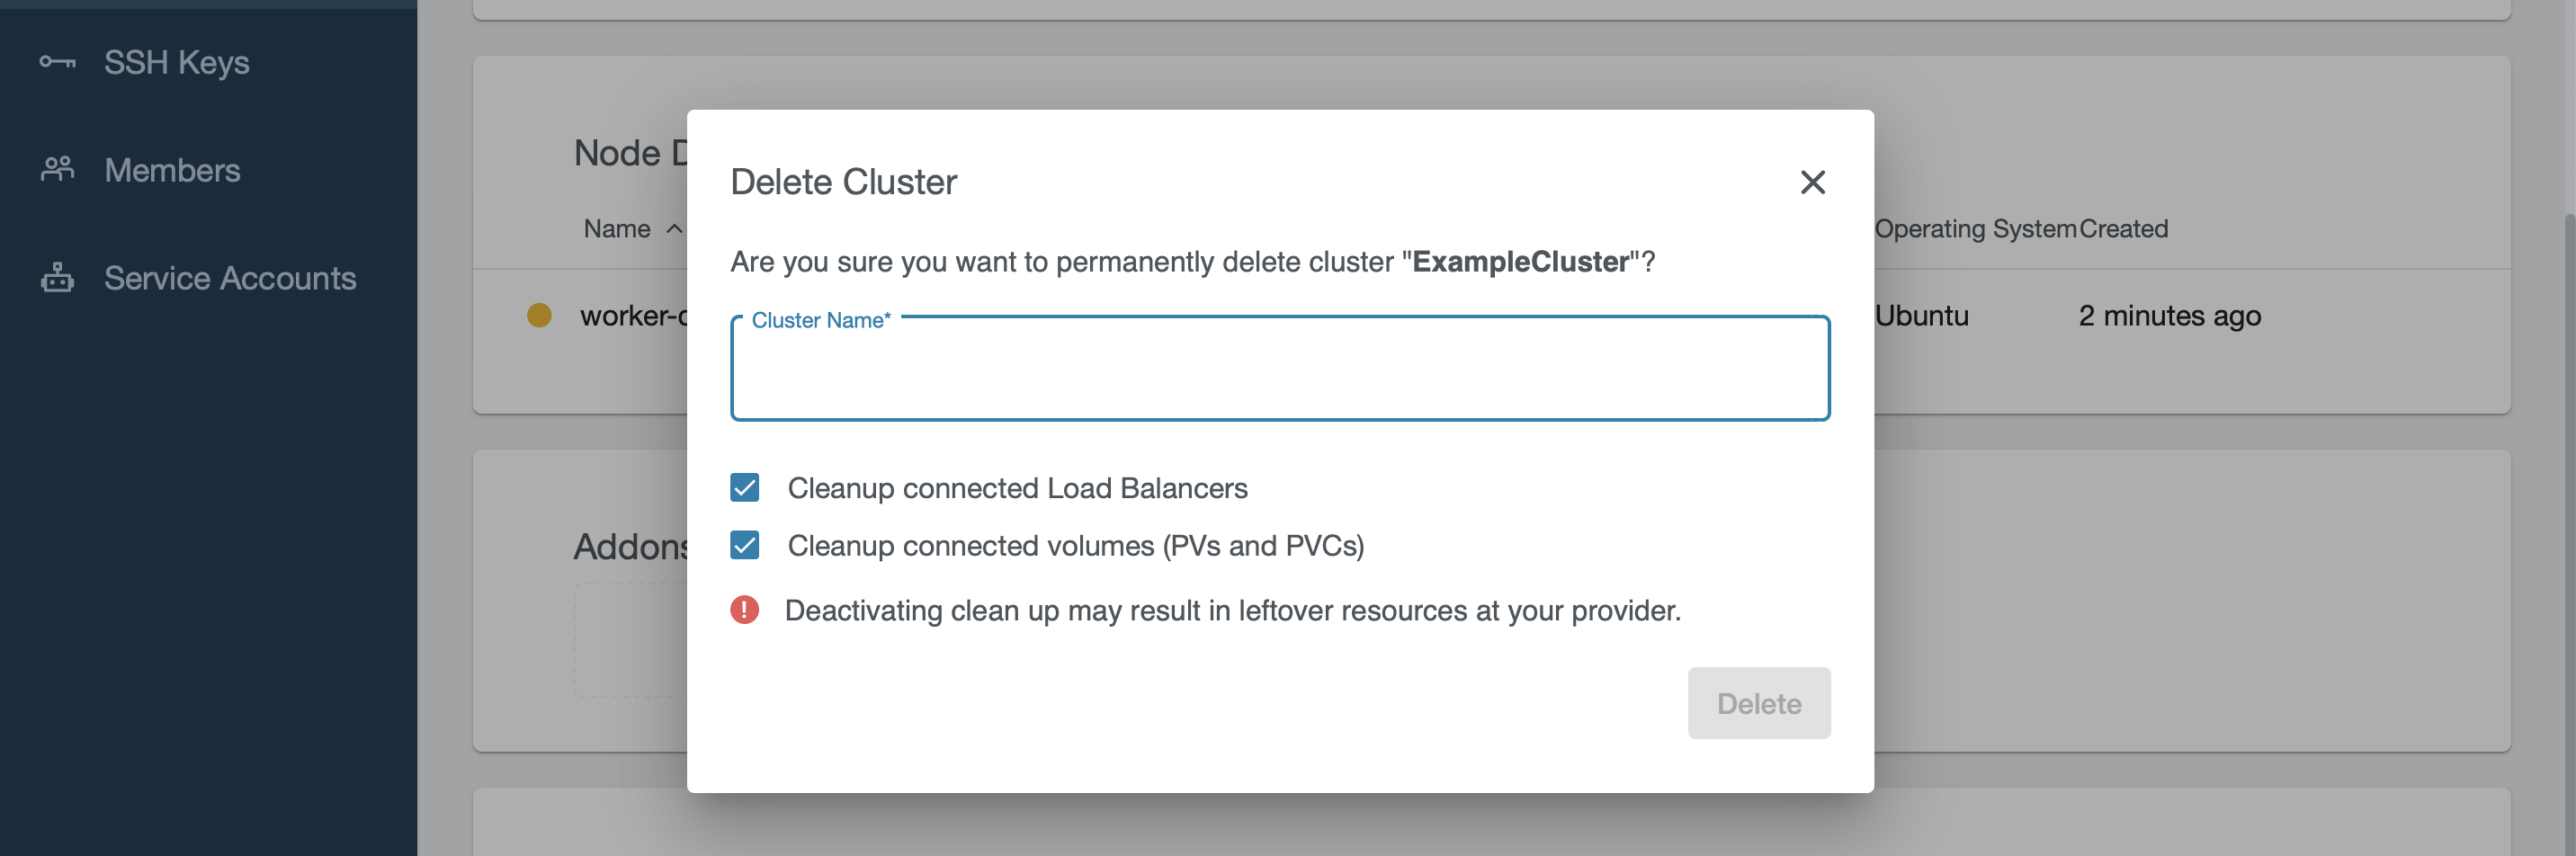 SSH Keys
Members
Service Accounts
Node D
Name
Operating System Created
worker-
Ubuntu 2 minutes ago
Addons
Delete Cluster
Are you sure you want to permanently delete cluster "ExampleCluster"?
Cluster Name*
Cleanup connected Load Balancers
Cleanup connected volumes (PVs and PVCs)
Deactivating clean up may result in leftover resources at your provider.
Delete